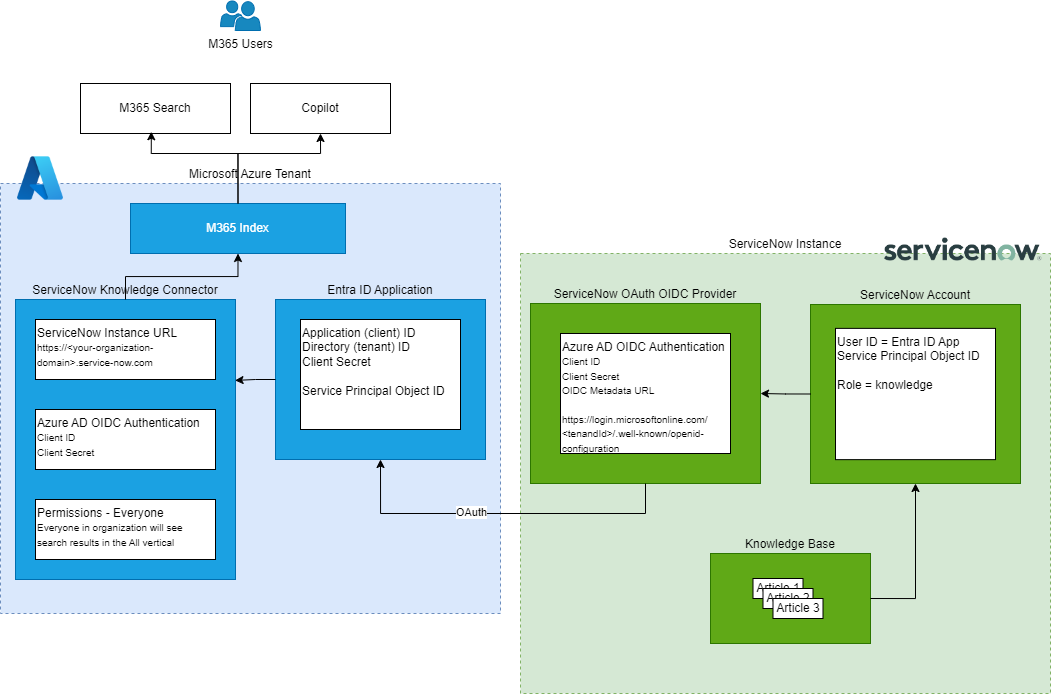 M365 Users
M365 Search
Copilot
Microsoft Azure Tenant
M365 Index
ServiceNow Knowledge Connector
ServiceNow Instance URL
https://<your-organization-
domain>.service-now.com
Azure AD OIDC Authentication
Client ID
Client Secret
Permissions - Everyone
Everyone in organization will see
search results in the All vertical
Entra ID Application
Application (client) ID
Directory (tenant) ID
Client Secret
Service Principal Object ID
OAuth
ServiceNow Instance
servicenow
ServiceNow OAuth OIDC Provider
Azure AD OIDC Authentication
Client ID
Client Secret
OIDC Metadata URL
https://login.microsoftonline.com/
<tenandId>/.well-known/openid-
configuration
ServiceNow Account
User ID = Entra ID App
Service Principal Object ID
Role = knowledge
Knowledge Base
Article 1
Article 2
Article 3